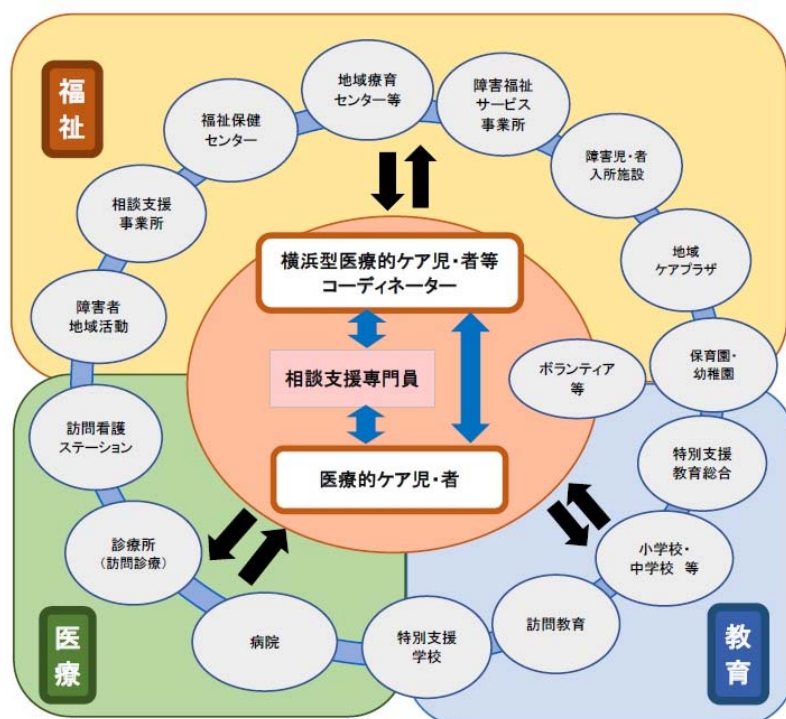 福祉
地域療育
センター等
障害福祉
サービス
事業所
福祉保健
センター
障害児・者
入所施設
相談支援
事業所
地域
ケアプラザ
横浜型医療的ケア児・者等
コーディネーター
障害者
地域活動
保育園・
幼稚園
ボランティア
等
相談支援専門員
訪問看護
ステーション
特別支援
教育総合
医療的ケア児・者
診療所
(訪問診療)
小学校・
中学校 等
病院
特別支援
学校
訪問教育
医療
教育